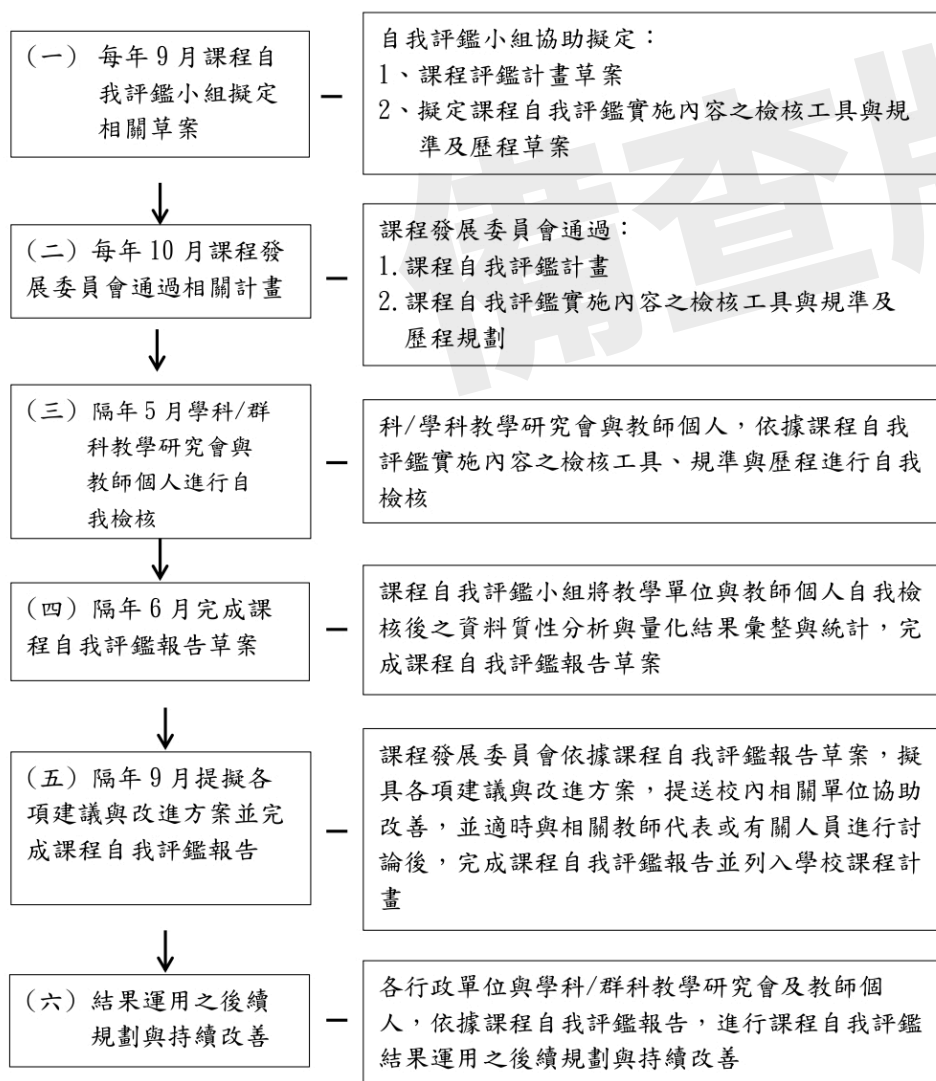 (一) 每年 9 月課程自
我評鑑小組擬定
相關草案
自我評鑑小組協助擬定：
1、課程評鑑計畫草案
2、擬定課程自我評鑑實施內容之檢核工具與規
準及歷程草案
(二) 每年 10 月課程發
展委員會通過相關計畫
課程發展委員會通過：
1.課程自我評鑑計畫
2.課程自我評鑑實施內容之檢核工具與規準及
歷程規劃
(三) 隔年 5 月學科/群
科教學研究會與
教師個人進行自
我檢核
科/學科教學研究會與教師個人，依據課程自我
評鑑實施內容之檢核工具、規準與歷程進行自我
檢核
(四) 隔年 6 月完成課
程自我評鑑報告草案
課程自我評鑑小組將教學單位與教師個人自我檢
核後之資料質性分析與量化結果彙整與統計，完
成課程自我評鑑報告草案
(五) 隔年 9 月提擬各
項建議與改進方案並完
成課程自我評鑑報告
課程發展委員會依據課程自我評鑑報告草案，擬
具各項建議與改進方案，提送校內相關單位協助
改善，並適時與相關教師代表或有關人員進行討
論後，完成課程自我評鑑報告並列入學校課程計
畫
(六) 結果運用之後續
規劃與持續改善
各行政單位與學科/群科教學研究會及教師個
人，依據課程自我評鑑報告，進行課程自我評鑑
結果運用之後續規劃與持續改善
備查版